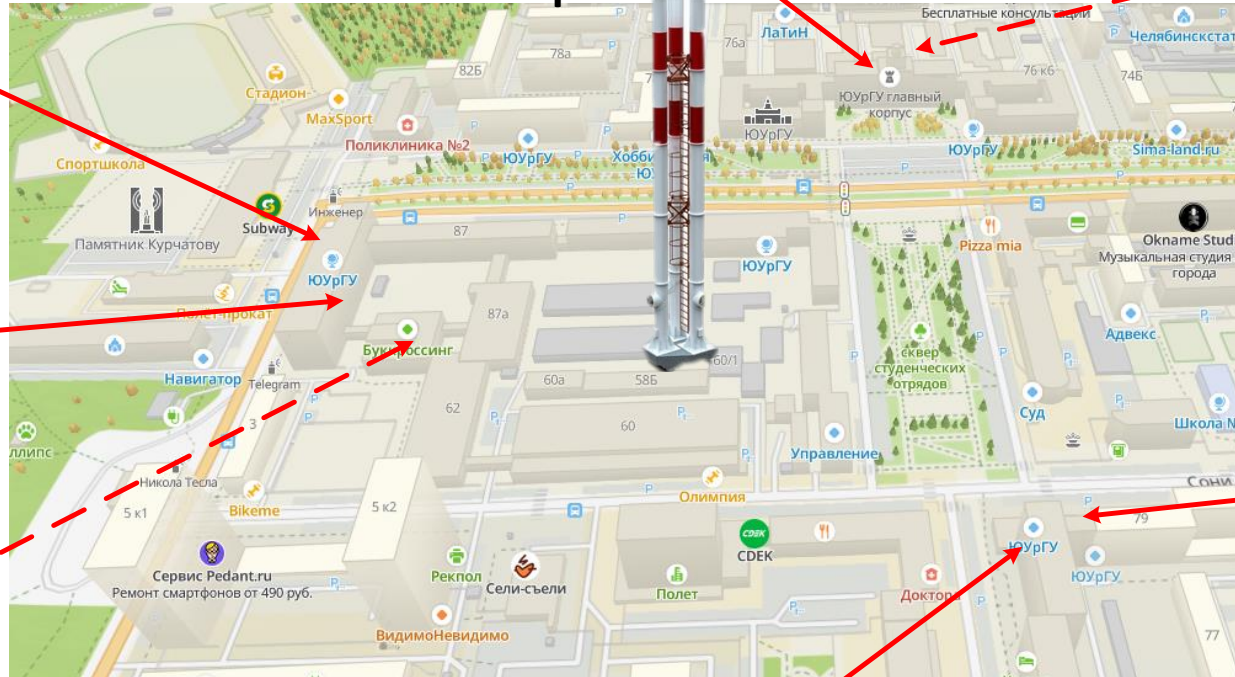 Бесплатные консультации
ЛаТиН
Челябинскстат
78а
76а
82Б
76 к6
74Б
Стадион
MaxSport
ЮУрГУ главный
корпус
ЮУрГУ
Поликлиника №2
ЮУрГУ
ЮУрГУ
Sima-land.ru
Спортшкола
Инженер
Subway
Памятник Курчатову
87
Pizza mia
Okname Stud
Музыкальная студия
города
ЮУрГУ
ЮУрГУ
Полёт-прокат
87а
Адвекс
Буккроссинг
60/1
сквер
студенческих
отрядов
Навигатор
Telegram
60а
58Б
62
60
3
Суд
Школа №
Управление
Никола Тесла
Олимпия
5 к1
Bikeme
5 к2
CDEK
CDEK
79
ЮУрГУ
ЮУрГУ
Сервис Pedant.ru
Ремонт смартфонов от 490 руб.
Рекпол
Сели-съели
Полет
Доктора
ВидимоНевидимо
77